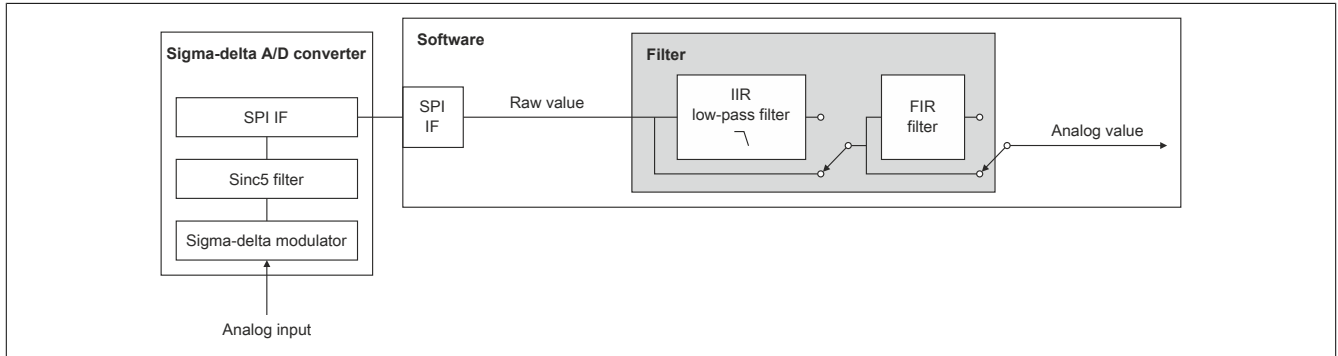 Sigma-delta A/D converter
SPI IF
Sinc5 filter
Sigma-delta modulator
Analog input
Software
SPI
IF
Raw value
Filter
IIR
low-pass filter
FIR
filter
Analog value